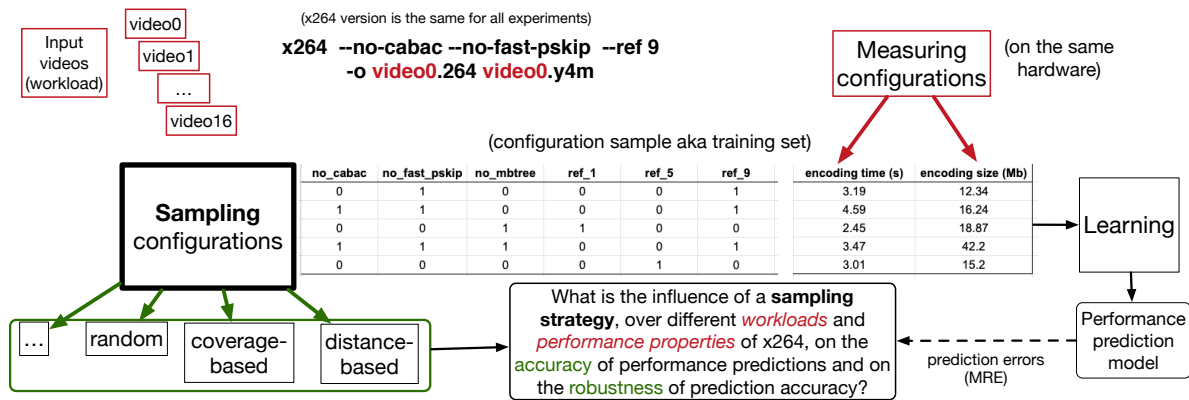 Input
videos
(workload)
video0
video1
...
video16
(x264 version is the same for all experiments)
x264 --no-cabac --no-fast-pskip --ref 9
-o video0.264 video0.y4m
Measuring
configurations
(on the same
hardware)
(configuration sample aka training set)
Sampling
configurations
no_cabac no_fast_pskip no_mbtree ref_1 ref_5 ref_9 encoding time (s) encoding size (Mb)
0 1 0 0 0 1 3.19 12.34
1 1 0 0 0 1 4.59 16.24
0 0 1 1 0 0 2.45 18.87
1 1 1 0 0 1 3.47 42.2
0 0 0 0 1 0 3.01 15.2
Learning
...
random
coverage-
based
distance-
based
What is the influence of a sampling
strategy, over different workloads and
performance properties of x264, on the
accuracy of performance predictions and on
the robustness of prediction accuracy?
prediction errors
(MRE)
Performance
prediction
model